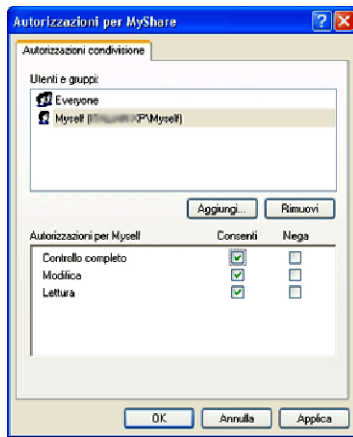 Autorizzazioni per MyShare
Autorizzazioni condivisione
Utenti e gruppi:
Everyone
Myself ( XP\Myself)
Aggiungi... Rimuovi
Autorizzazioni per Myself Consenti Nega
Controllo completo
Modifica
Lettura
OK Annulla Applica